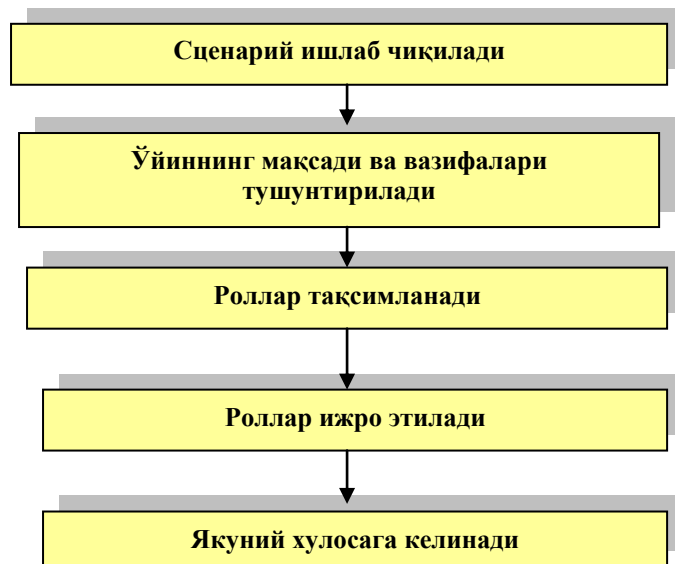 Сценарий ишлаб чиқилади
Ўйиннинг мақсади ва вазифалари
тушунтирилади
Роллар тақсимланади
Роллар ижро этилади
Якуний хулосага келинади